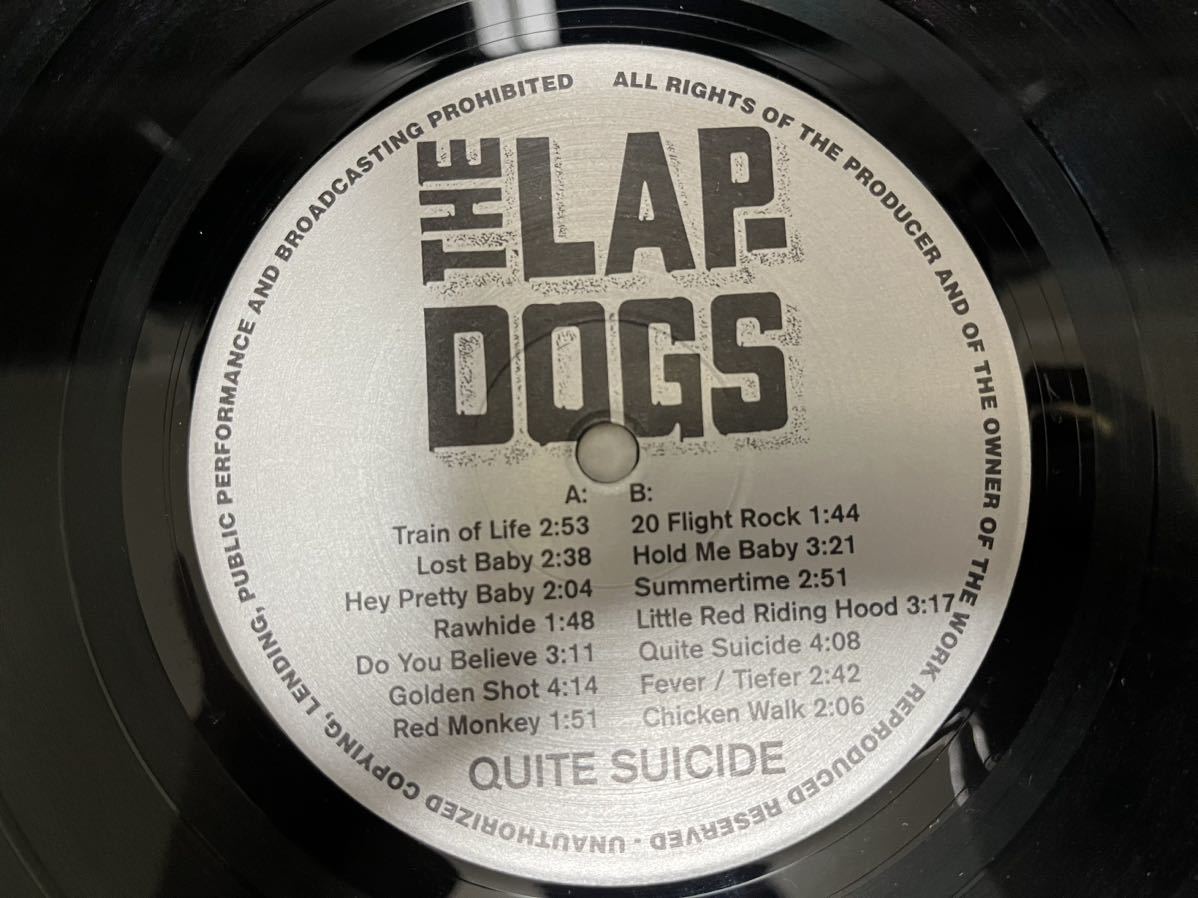 ALL RIGHTS OF THE PRODUCER AND OF THE OWNER OF THE WORK REPRODUCED RESERVED · UNAUTHORIZED COPYING, LENDING, PUBLIC PERFORMANCE AND BROADCASTING PROHIBITED
THE LAP.
DOGS
A:
Train of Life 2:53
Lost Baby 2:38
Hey Pretty Baby 2:04
Rawhide 1:48
Do You Believe 3:11
Golden Shot 4:14
Red Monkey 1:51
B:
20 Flight Rock 1:44
Hold Me Baby 3:21
Summertime 2:51
Little Red Riding Hood 3:17
Quite Suicide 4:08
Fever / Tiefer 2:42
Chicken Walk 2:06
QUITE SUICIDE